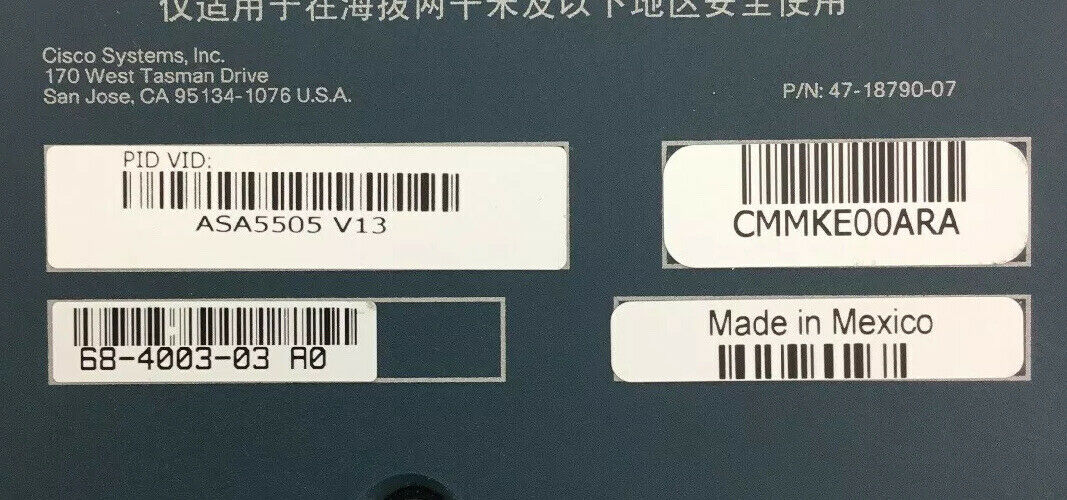 仅适用于在海拔两千米及以下地区安全使用
Cisco Systems, Inc.
170 West Tasman Drive
San Jose, CA 95134-1076 U.S.A.
P/N: 47-18790-07
PID VID:
ASA5505 V13
CMMKE00ARA
68-4003-03 A0
Made in Mexico